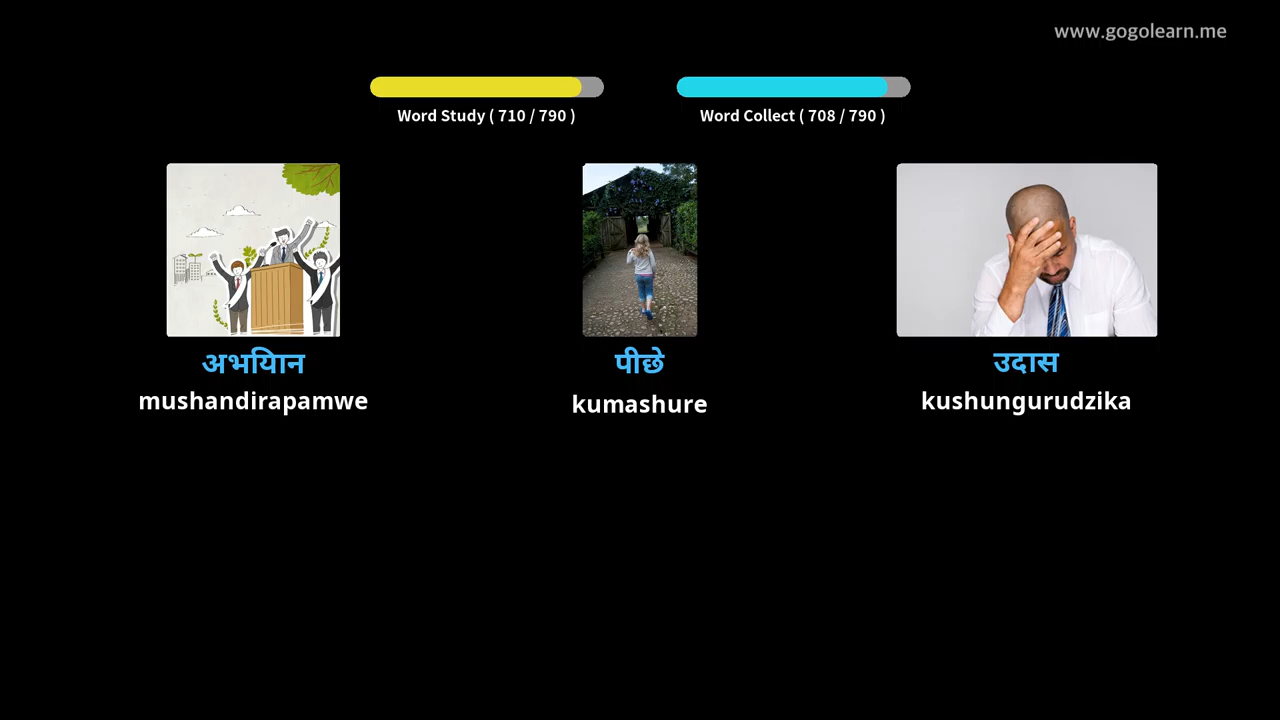 www.gogolearn.me
Word Study ( 710 / 790 )
Word Collect ( 708 / 790 )
अभियान
mushandirapamwe
पीछे
kumashure
उदास
kushungurudzika